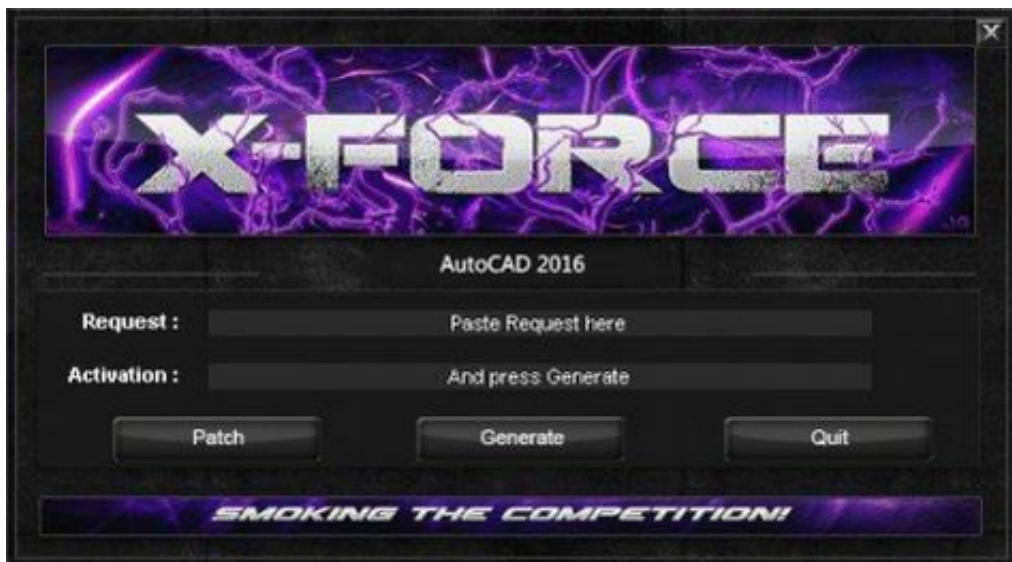 X-FORCE
AutoCAD 2016
Request : Paste Request here
Activation : And press Generate
Patch Generate Quit
SMOKING THE COMPETITION!